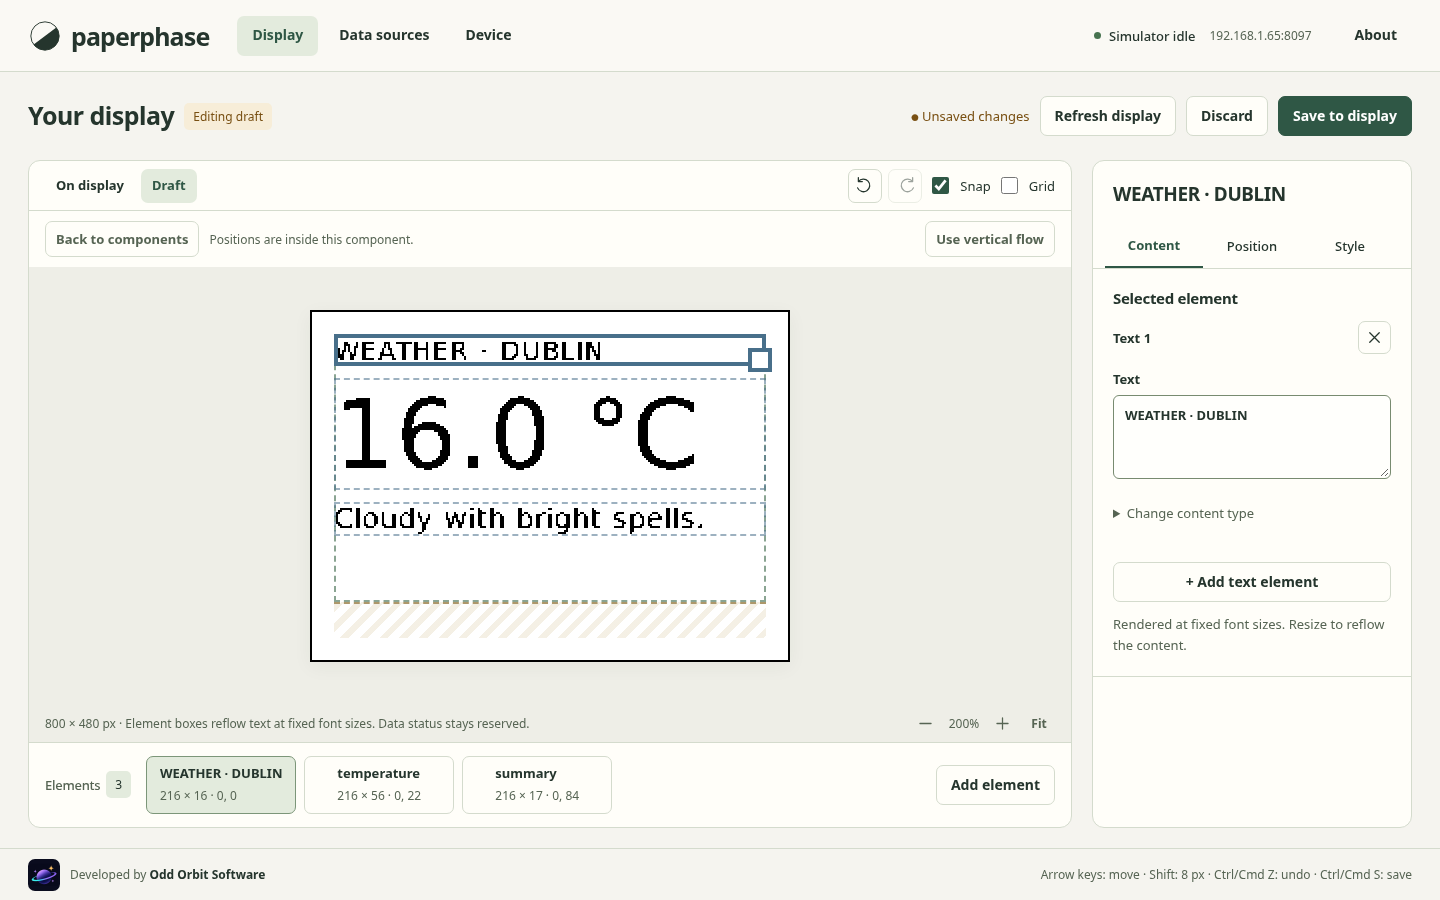 paperphase
Display
Data sources
Device
Simulator idle
192.168.1.65:8097
About
Your display
Editing draft
Unsaved changes
Refresh display
Discard
Save to display
On display
Draft
Snap
Grid
Back to components
Positions are inside this component.
Use vertical flow
WEATHER · DUBLIN
16.0 °C
Cloudy with bright spells.
800 × 480 px · Element boxes reflow text at fixed font sizes. Data status stays reserved.
200%
Fit
Elements
3
WEATHER · DUBLIN
216 × 16 · 0, 0
temperature
216 × 56 · 0, 22
summary
216 × 17 · 0, 84
Add element
WEATHER · DUBLIN
Content
Position
Style
Selected element
Text 1
Text
WEATHER · DUBLIN
Change content type
+ Add text element
Rendered at fixed font sizes. Resize to reflow
the content.
Developed by Odd Orbit Software
Arrow keys: move · Shift: 8 px · Ctrl/Cmd Z: undo · Ctrl/Cmd S: save